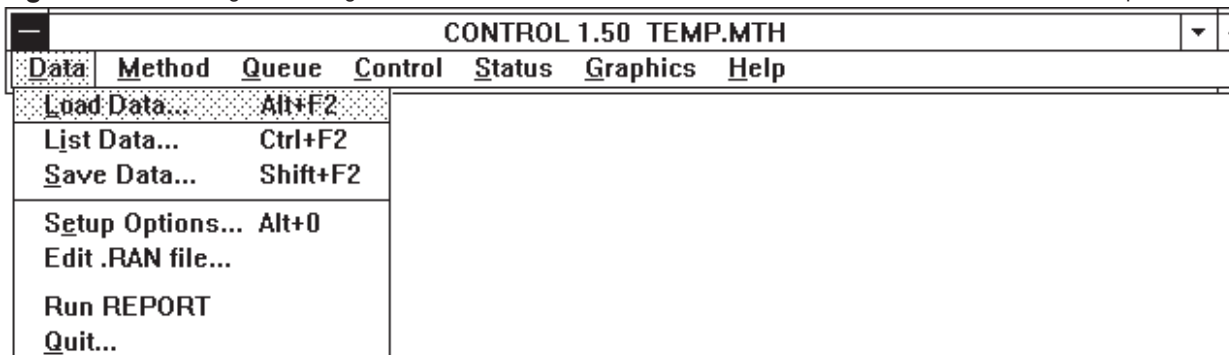 CONTROL 1.50 TEMP.MTH
Data Method Queue Control Status Graphics Help
Load Data... Alt+F2
List Data... Ctrl+F2
Save Data... Shift+F2
Setup Options... Alt+0
Edit .RAN file...
Run REPORT
Quit...